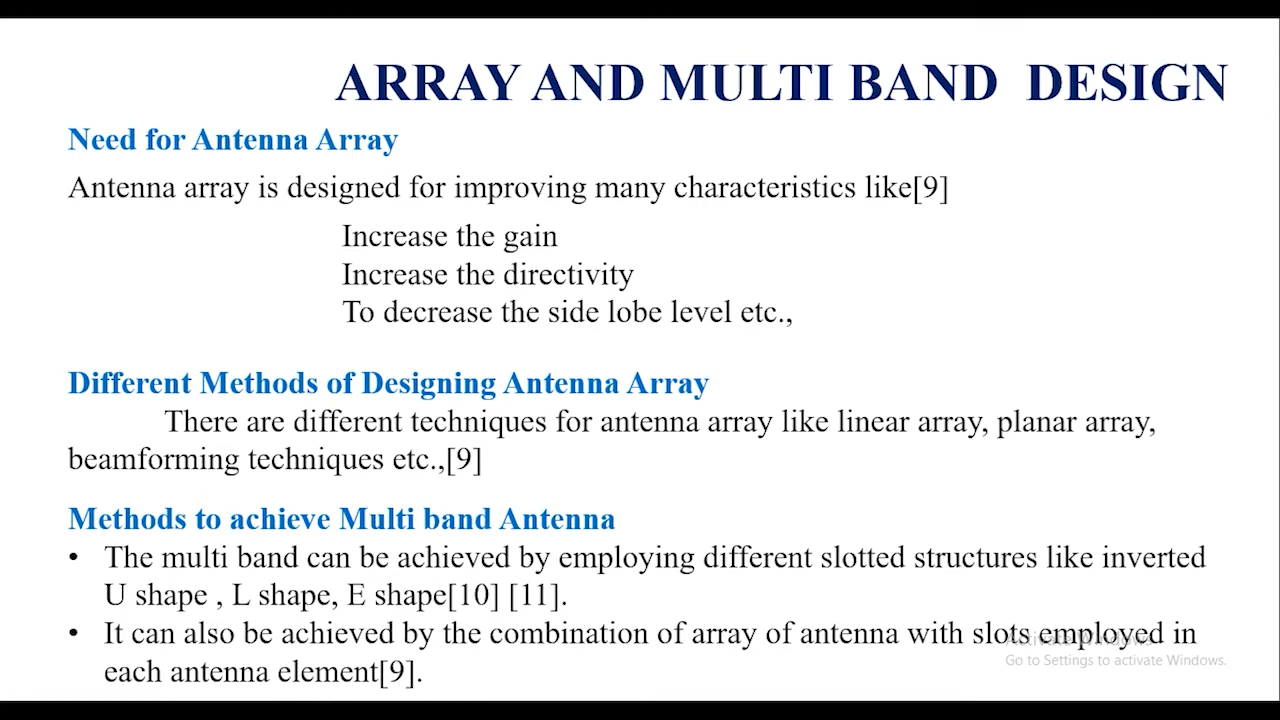 ARRAY AND MULTI BAND DESIGN
Need for Antenna Array
Antenna array is designed for improving many characteristics like[9]
Increase the gain
Increase the directivity
To decrease the side lobe level etc.,
Different Methods of Designing Antenna Array
There are different techniques for antenna array like linear array, planar array,
beamforming techniques etc.,[9]
Methods to achieve Multi band Antenna
• The multi band can be achieved by employing different slotted structures like inverted
U shape , L shape, E shape[10] [11].
• It can also be achieved by the combination of array of antenna with slots employed in
each antenna element[9].
Activate Windows
Go to Settings to activate Windows.